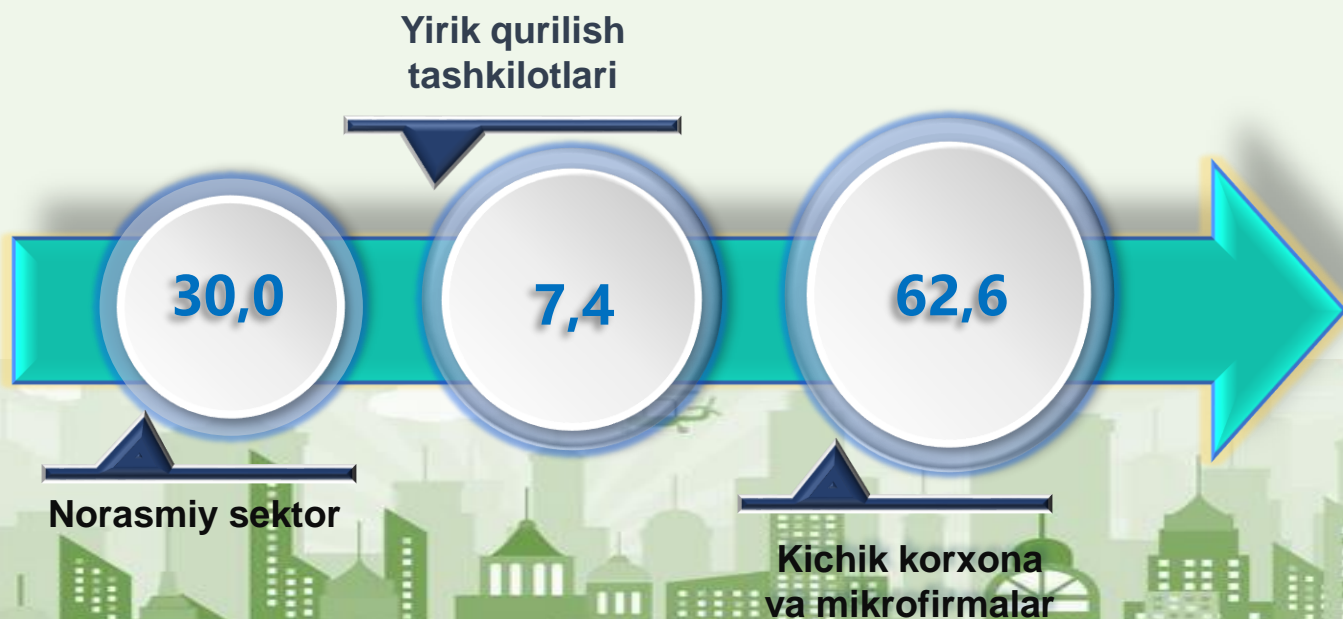 Yirik qurilish
tashkilotlari
30,0
7,4
62,6
Norasmiy sektor
Kichik korxona
va mikrofirmalar